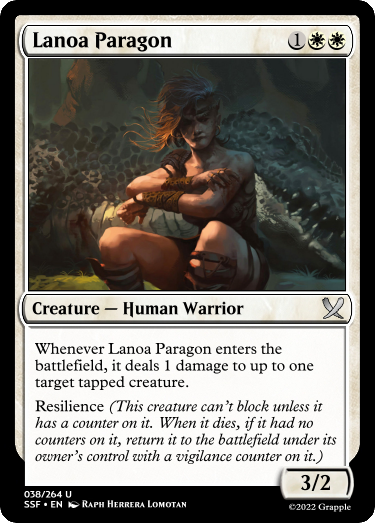 Lanoa Paragon 1
Creature — Human Warrior
Whenever Lanoa Paragon enters the
battlefield, it deals 1 damage to up to one
target tapped creature.
Resilience (This creature can't block unless it
has a counter on it. When it dies, if it had no
counters on it, return it to the battlefield under its
owner's control with a vigilance counter on it.)
3/2
038/264 U
SSF • EN Raph Herrera Lomotan
©2022 Grapple